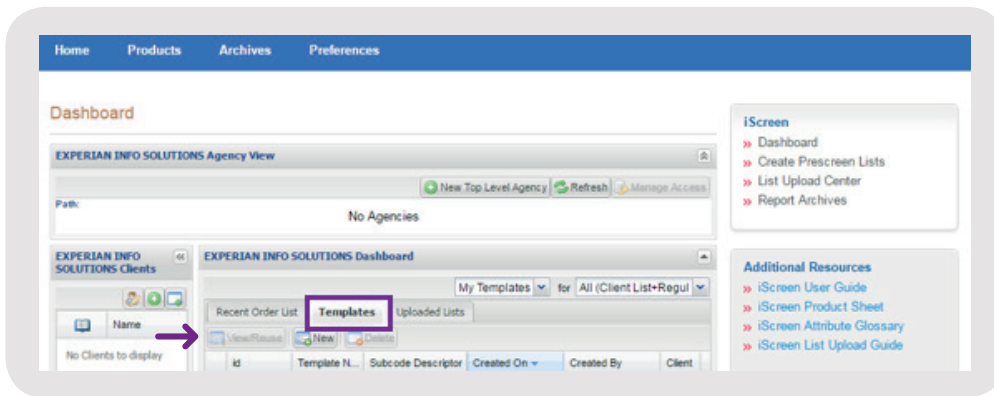 Home Products Archives Preferences
Dashboard
EXPERIAN INFO SOLUTIONS Agency View
New Top Level Agency Refresh Manage Access
Path:
No Agencies
EXPERIAN INFO
SOLUTIONS Clients
Name
No Clients to display
EXPERIAN INFO SOLUTIONS Dashboard
My Templates for All (Client List+Regul
Recent Order List Templates Uploaded Lists
View/Reuse New Delete
id Template N... Subcode Descriptor Created On Created By Client
iScreen
» Dashboard
» Create Prescreen Lists
» List Upload Center
» Report Archives
Additional Resources
» iScreen User Guide
» iScreen Product Sheet
» iScreen Attribute Glossary
» iScreen List Upload Guide